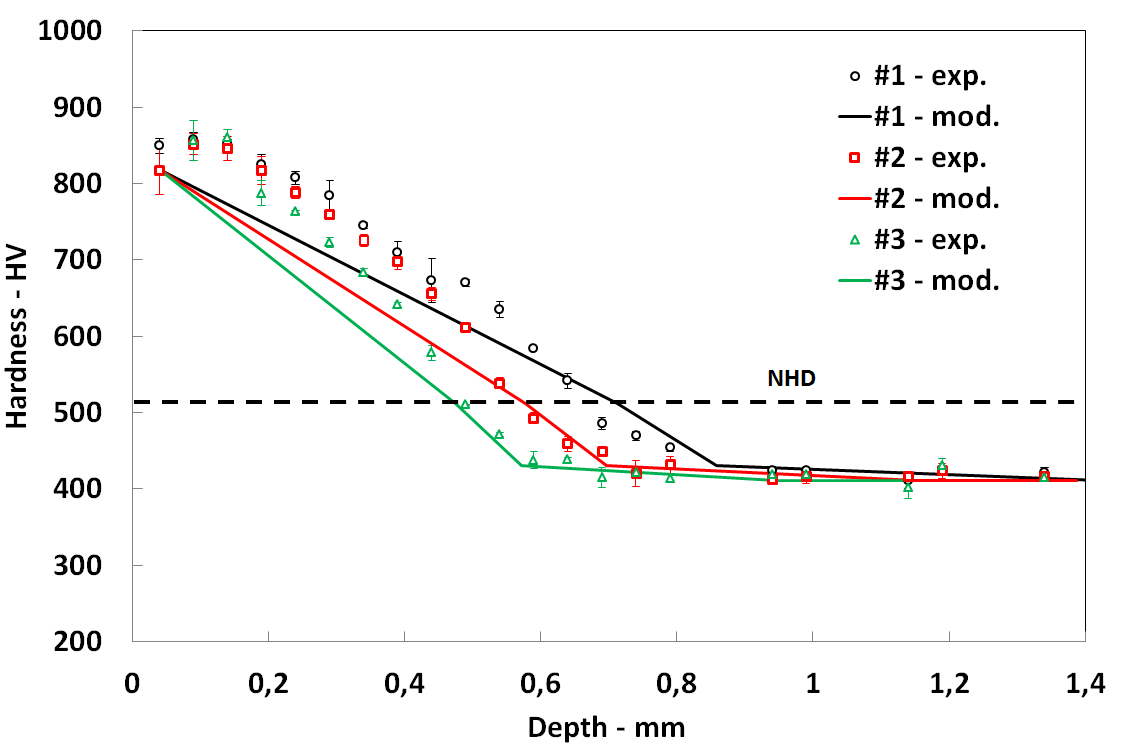 1000
900
800
700
600
500
400
300
200
Hardness - HV
#1 - exp.
#1 - mod.
#2 - exp.
#2 - mod.
#3 - exp.
#3 - mod.
NHD
0 0,2 0,4 0,6 0,8 1 1,2 1,4
Depth - mm